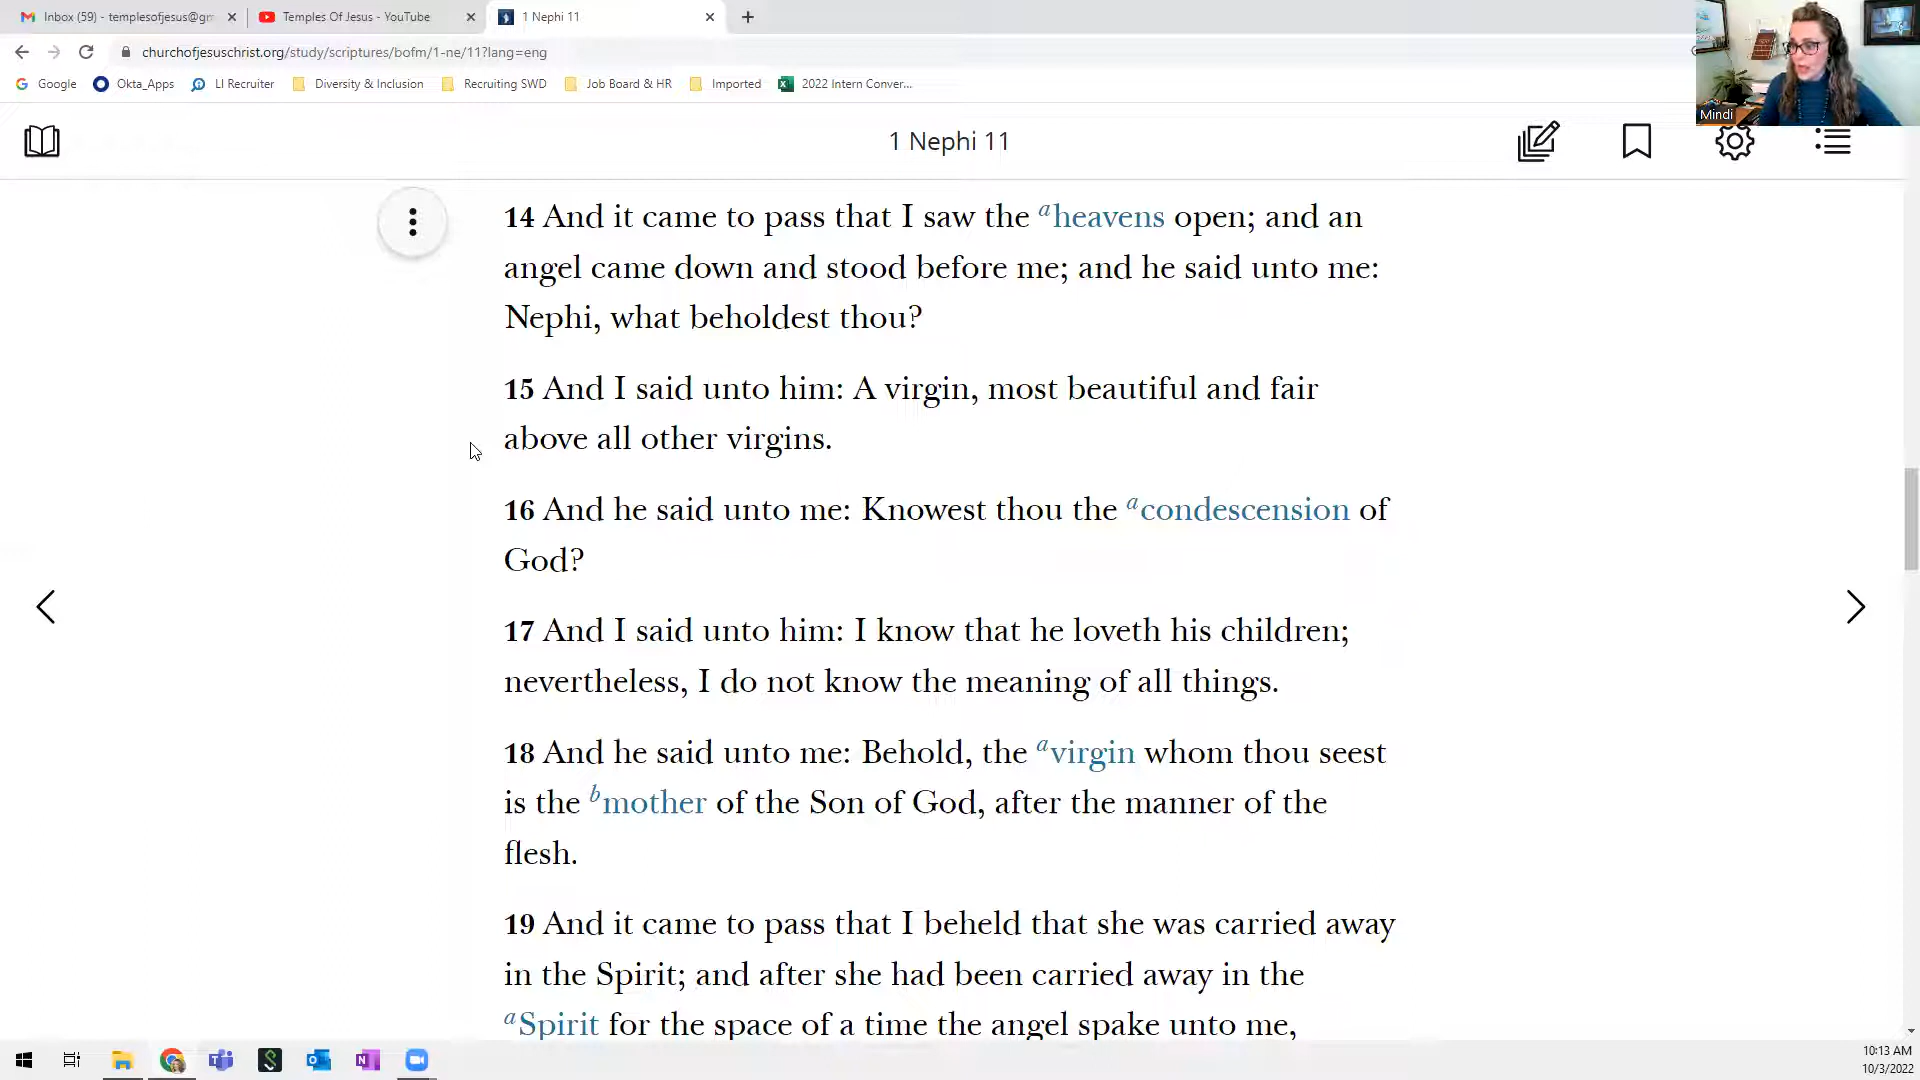 Inbox (59) - templesofjesus@gm
Temples Of Jesus - YouTube
1 Nephi 11
churchofjesuschrist.org/study/scriptures/bofm/1-ne/11?lang=eng
Google
Okta_Apps
LI Recruiter
Diversity & Inclusion
Recruiting SWD
Job Board & HR
Imported
2022 Intern Conver...
Mindi
1 Nephi 11
14 And it came to pass that I saw the a heavens open; and an
angel came down and stood before me; and he said unto me:
Nephi, what beholdest thou?
15 And I said unto him: A virgin, most beautiful and fair
above all other virgins.
16 And he said unto me: Knowest thou the a condescension of
God?
17 And I said unto him: I know that he loveth his children;
nevertheless, I do not know the meaning of all things.
18 And he said unto me: Behold, the a virgin whom thou seest
is the b mother of the Son of God, after the manner of the
flesh.
19 And it came to pass that I beheld that she was carried away
in the Spirit; and after she had been carried away in the
a Spirit for the space of a time the angel spake unto me,
10:13 AM
10/3/2022